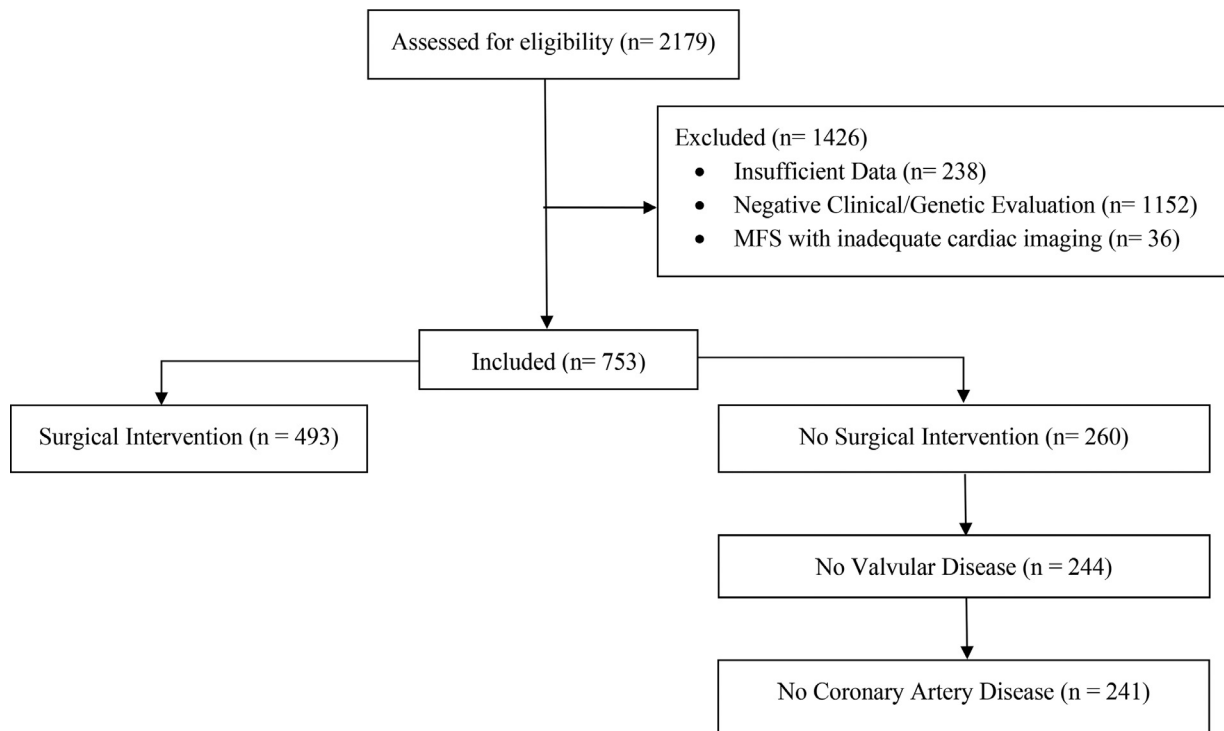 Assessed for eligibility (n= 2179)
Excluded (n= 1426)
• Insufficient Data (n= 238)
• Negative Clinical/Genetic Evaluation (n= 1152)
• MFS with inadequate cardiac imaging (n= 36)
Included (n= 753)
Surgical Intervention (n = 493)
No Surgical Intervention (n= 260)
No Valvular Disease (n = 244)
No Coronary Artery Disease (n = 241)